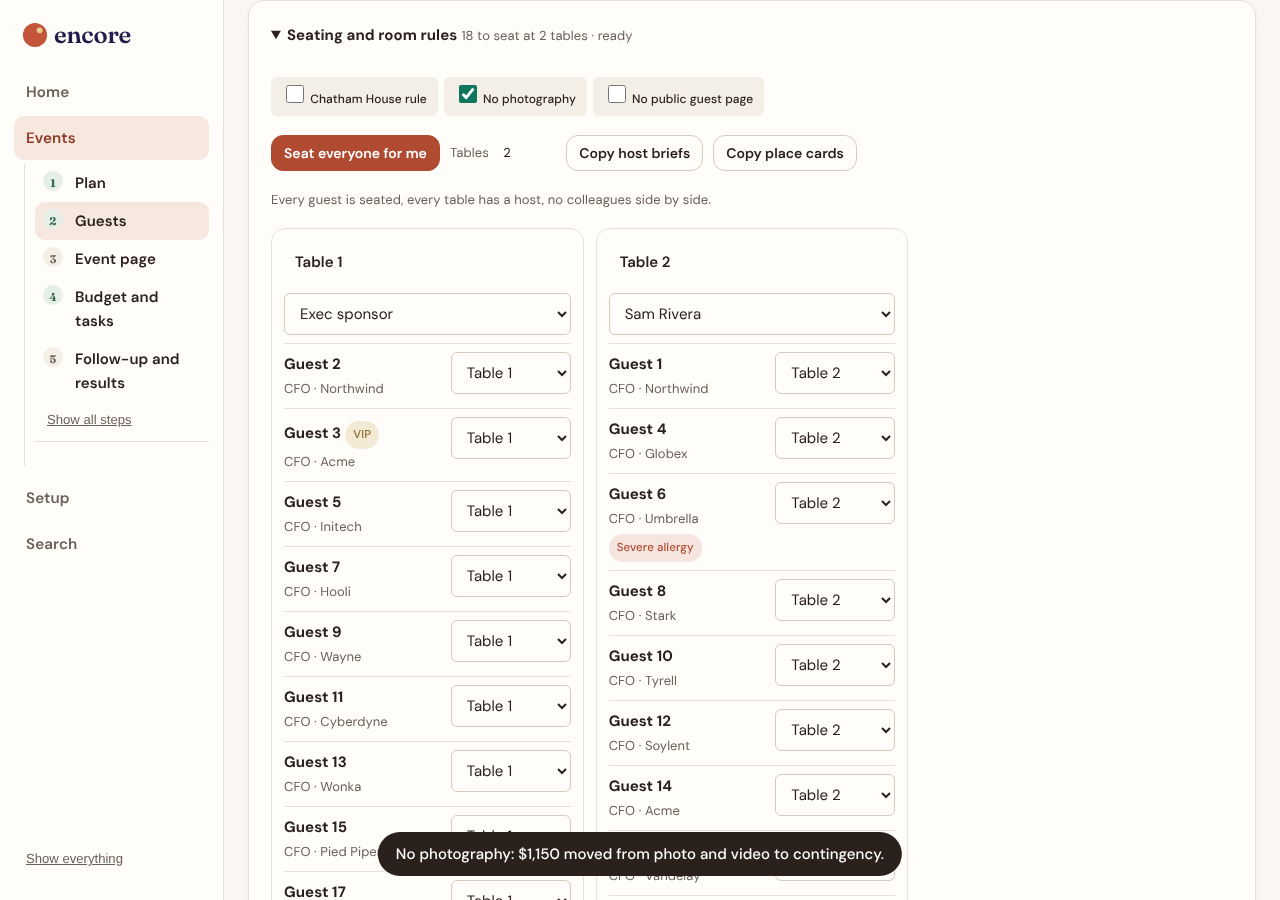 encore
Home
Events
1 Plan
2 Guests
3 Event page
4 Budget and
tasks
5 Follow-up and
results
Show all steps
Setup
Search
Show everything
▼ Seating and room rules 18 to seat at 2 tables · ready
Chatham House rule
No photography
No public guest page
Seat everyone for me
Tables 2
Copy host briefs
Copy place cards
Every guest is seated, every table has a host, no colleagues side by side.
Table 1
Exec sponsor
Guest 2
CFO · Northwind
Table 1
Guest 3 VIP
CFO · Acme
Table 1
Guest 5
CFO · Initech
Table 1
Guest 7
CFO · Hooli
Table 1
Guest 9
CFO · Wayne
Table 1
Guest 11
CFO · Cyberdyne
Table 1
Guest 13
CFO · Wonka
Table 1
Guest 15
CFO · Pied Pipe
Guest 17
Table 2
Sam Rivera
Guest 1
CFO · Northwind
Table 2
Guest 4
CFO · Globex
Table 2
Guest 6
CFO · Umbrella
Severe allergy
Table 2
Guest 8
CFO · Stark
Table 2
Guest 10
CFO · Tyrell
Table 2
Guest 12
CFO · Soylent
Table 2
Guest 14
CFO · Acme
Table 2
CFO · Vandelay
No photography: $1,150 moved from photo and video to contingency.